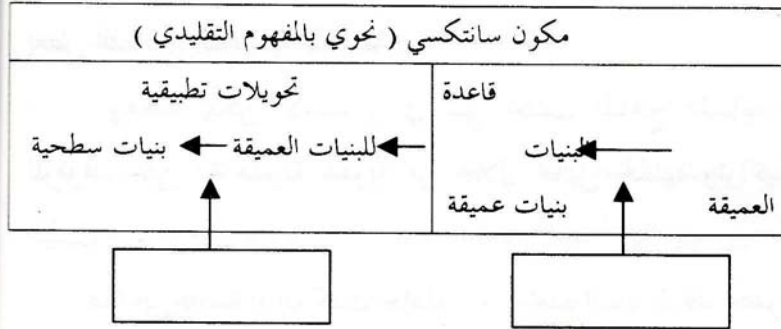 مكون سانتكسي ( نحوي بالمفهوم التقليدي )
قاعدة
البنيات
العميقة بنيات عميقة
تحويلات تطبيقية
للبنيات العميقة بنيات سطحية